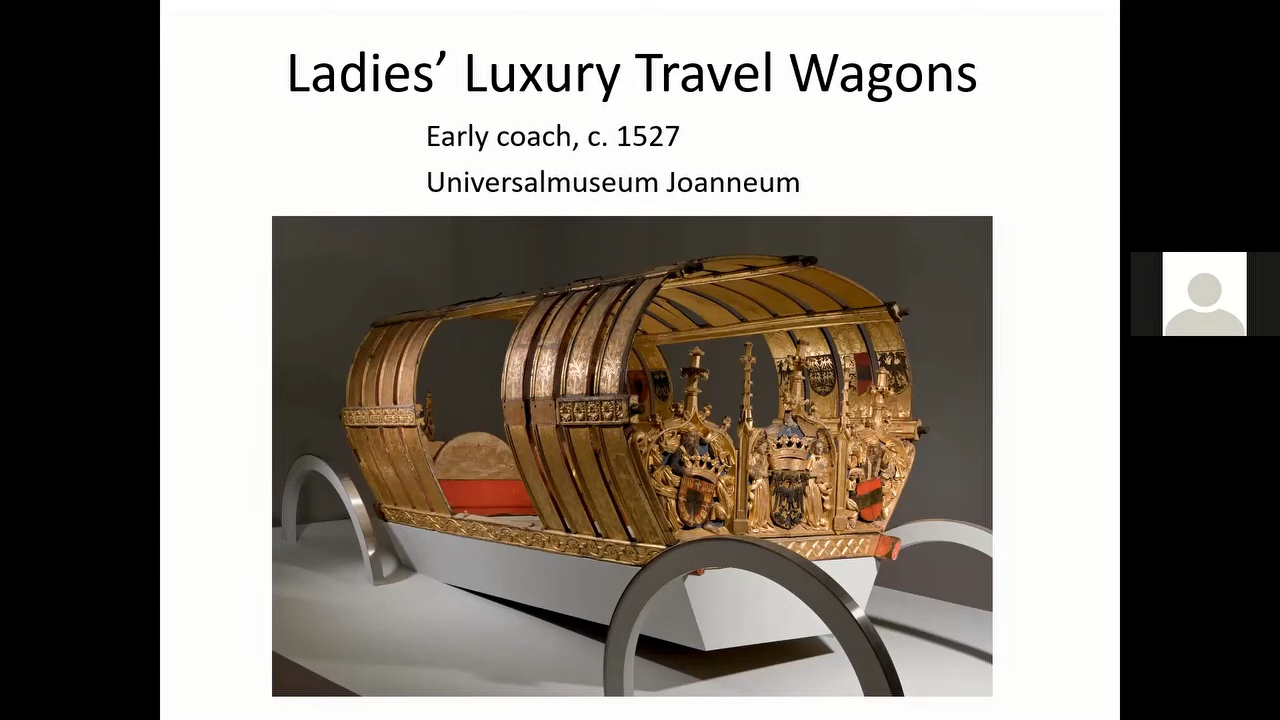 Ladies’ Luxury Travel Wagons
Early coach, c. 1527
Universalmuseum Joanneum